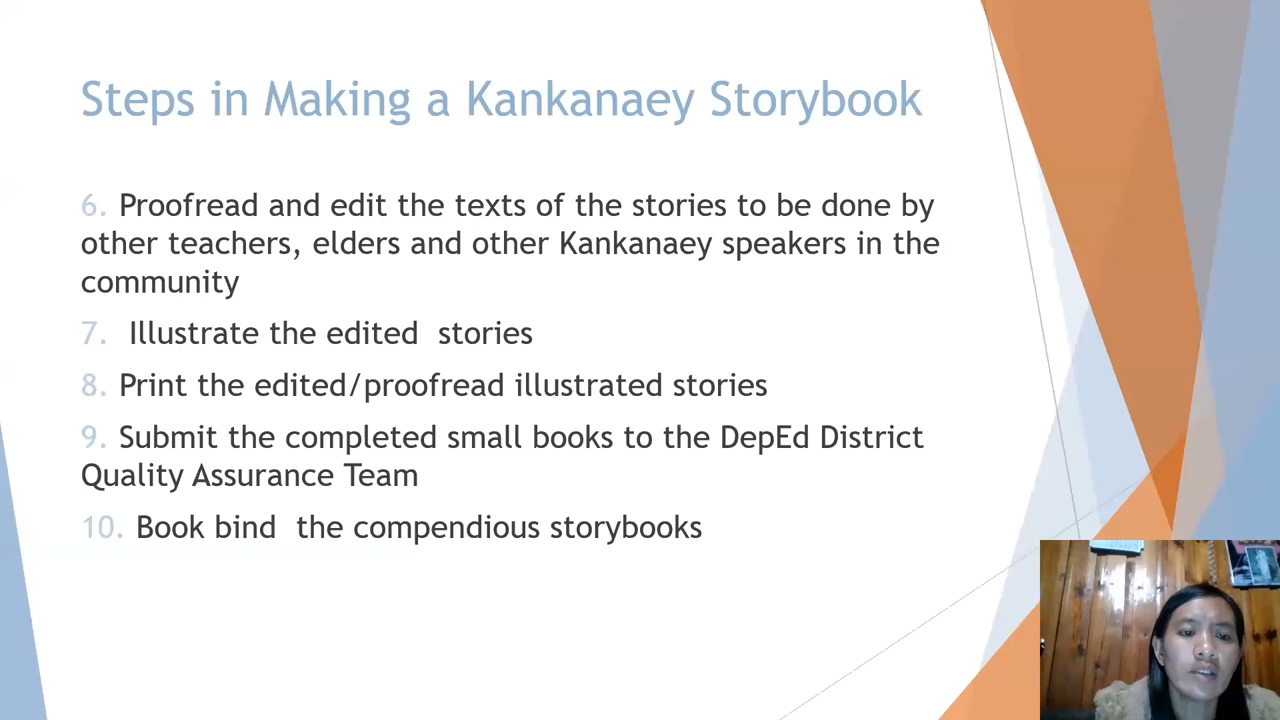 Steps in Making a Kankanaey Storybook
6. Proofread and edit the texts of the stories to be done by
other teachers, elders and other Kankanaey speakers in the
community
7. Illustrate the edited stories
8. Print the edited/proofread illustrated stories
9. Submit the completed small books to the DepEd District
Quality Assurance Team
10. Book bind the compendious storybooks